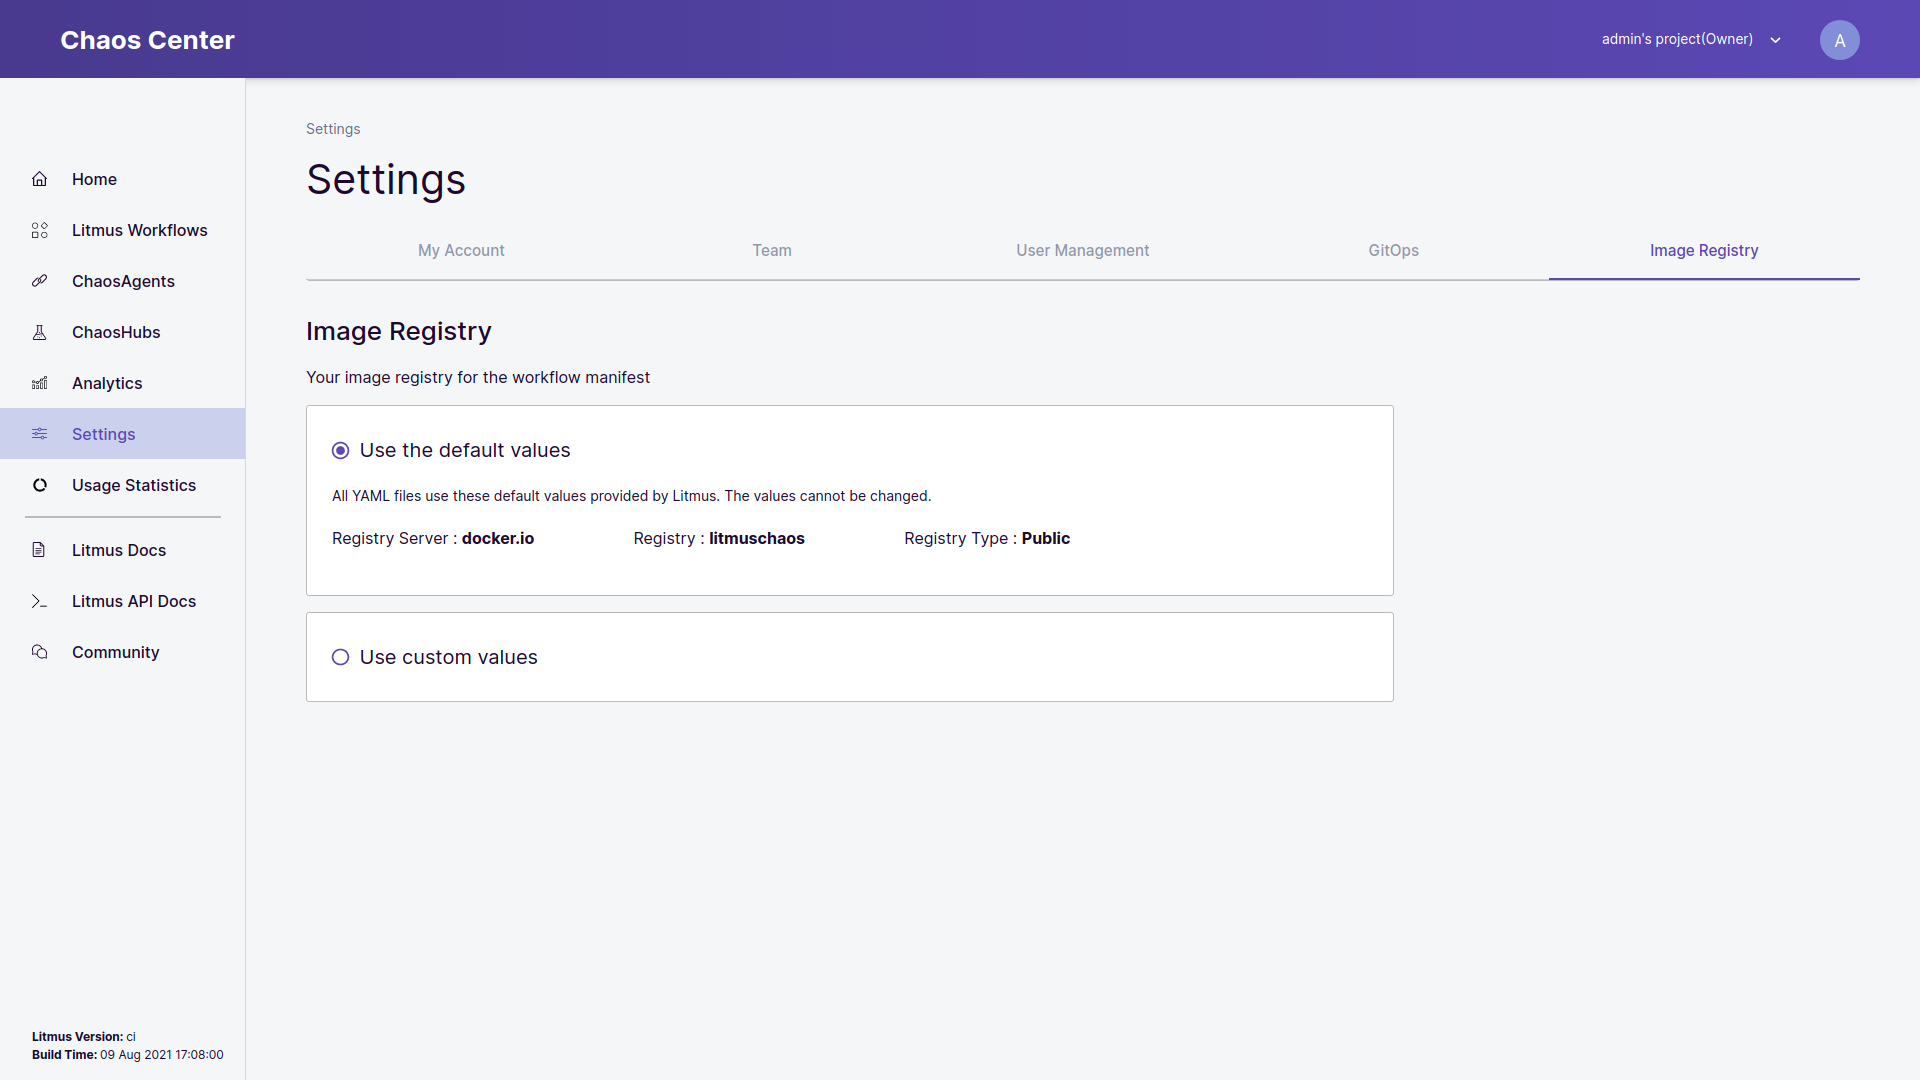 Chaos Center
admin's project(Owner)
A
Home
Litmus Workflows
ChaosAgents
ChaosHubs
Analytics
Settings
Usage Statistics
Litmus Docs
Litmus API Docs
Community
Litmus Version: ci
Build Time: 09 Aug 2021 17:08:00
Settings
Settings
My Account
Team
User Management
GitOps
Image Registry
Image Registry
Your image registry for the workflow manifest
Use the default values
All YAML files use these default values provided by Litmus. The values cannot be changed.
Registry Server : docker.io
Registry : litmuschaos
Registry Type : Public
Use custom values